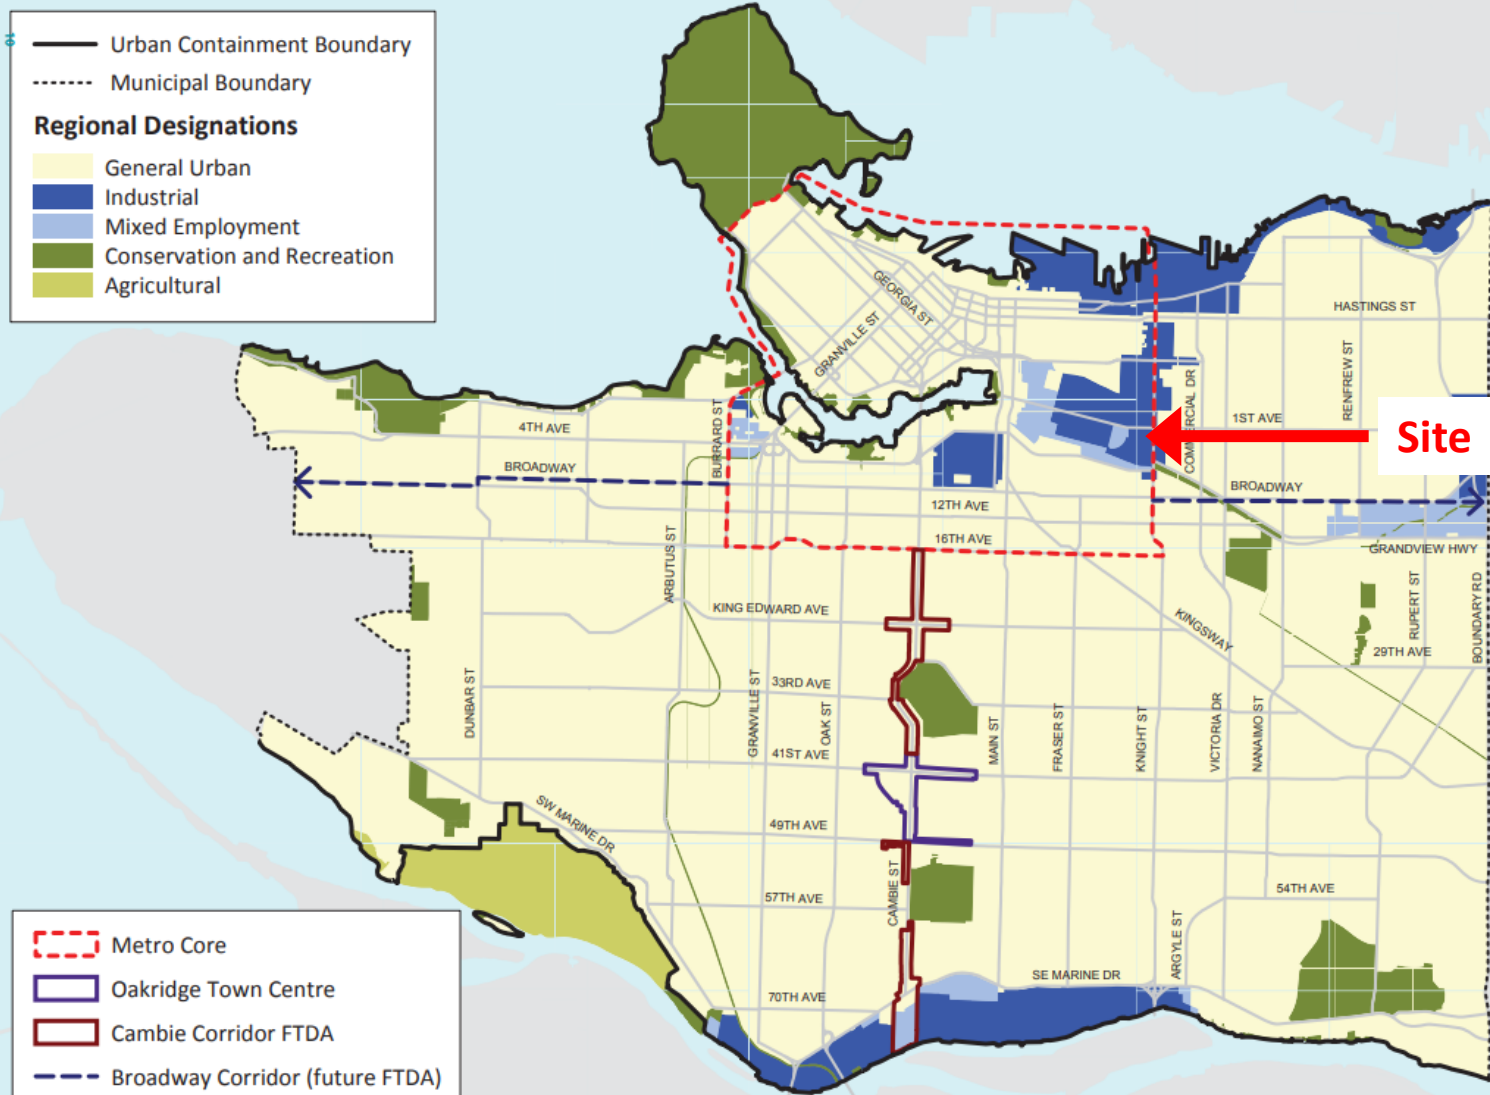 10
Urban Containment Boundary
Municipal Boundary
Regional Designations
General Urban
Industrial
Mixed Employment
Conservation and Recreation
Agricultural
GEORGIA ST
GRANVILLE ST
HASTINGS ST
RENFREW ST
COMMERCIAL DR
1ST AVE
Site
BURRARD ST
4TH AVE
BROADWAY
BROADWAY
12TH AVE
16TH AVE
GRANDVIEW HWY
ARBUTUS ST
KING EDWARD AVE
KINGSWAY
RUPERT ST
BOUNDARY RD
29TH AVE
DUNBAR ST
33RD AVE
GRANVILLE ST
OAK ST
MAIN ST
FRASER ST
KNIGHT ST
VICTORIA DR
NANAIMO ST
41ST AVE
SW MARINE DR
49TH AVE
CAMBIE ST
57TH AVE
54TH AVE
ARGYLE ST
SE MARINE DR
70TH AVE
Metro Core
Oakridge Town Centre
Cambie Corridor FTDA
Broadway Corridor (future FTDA)